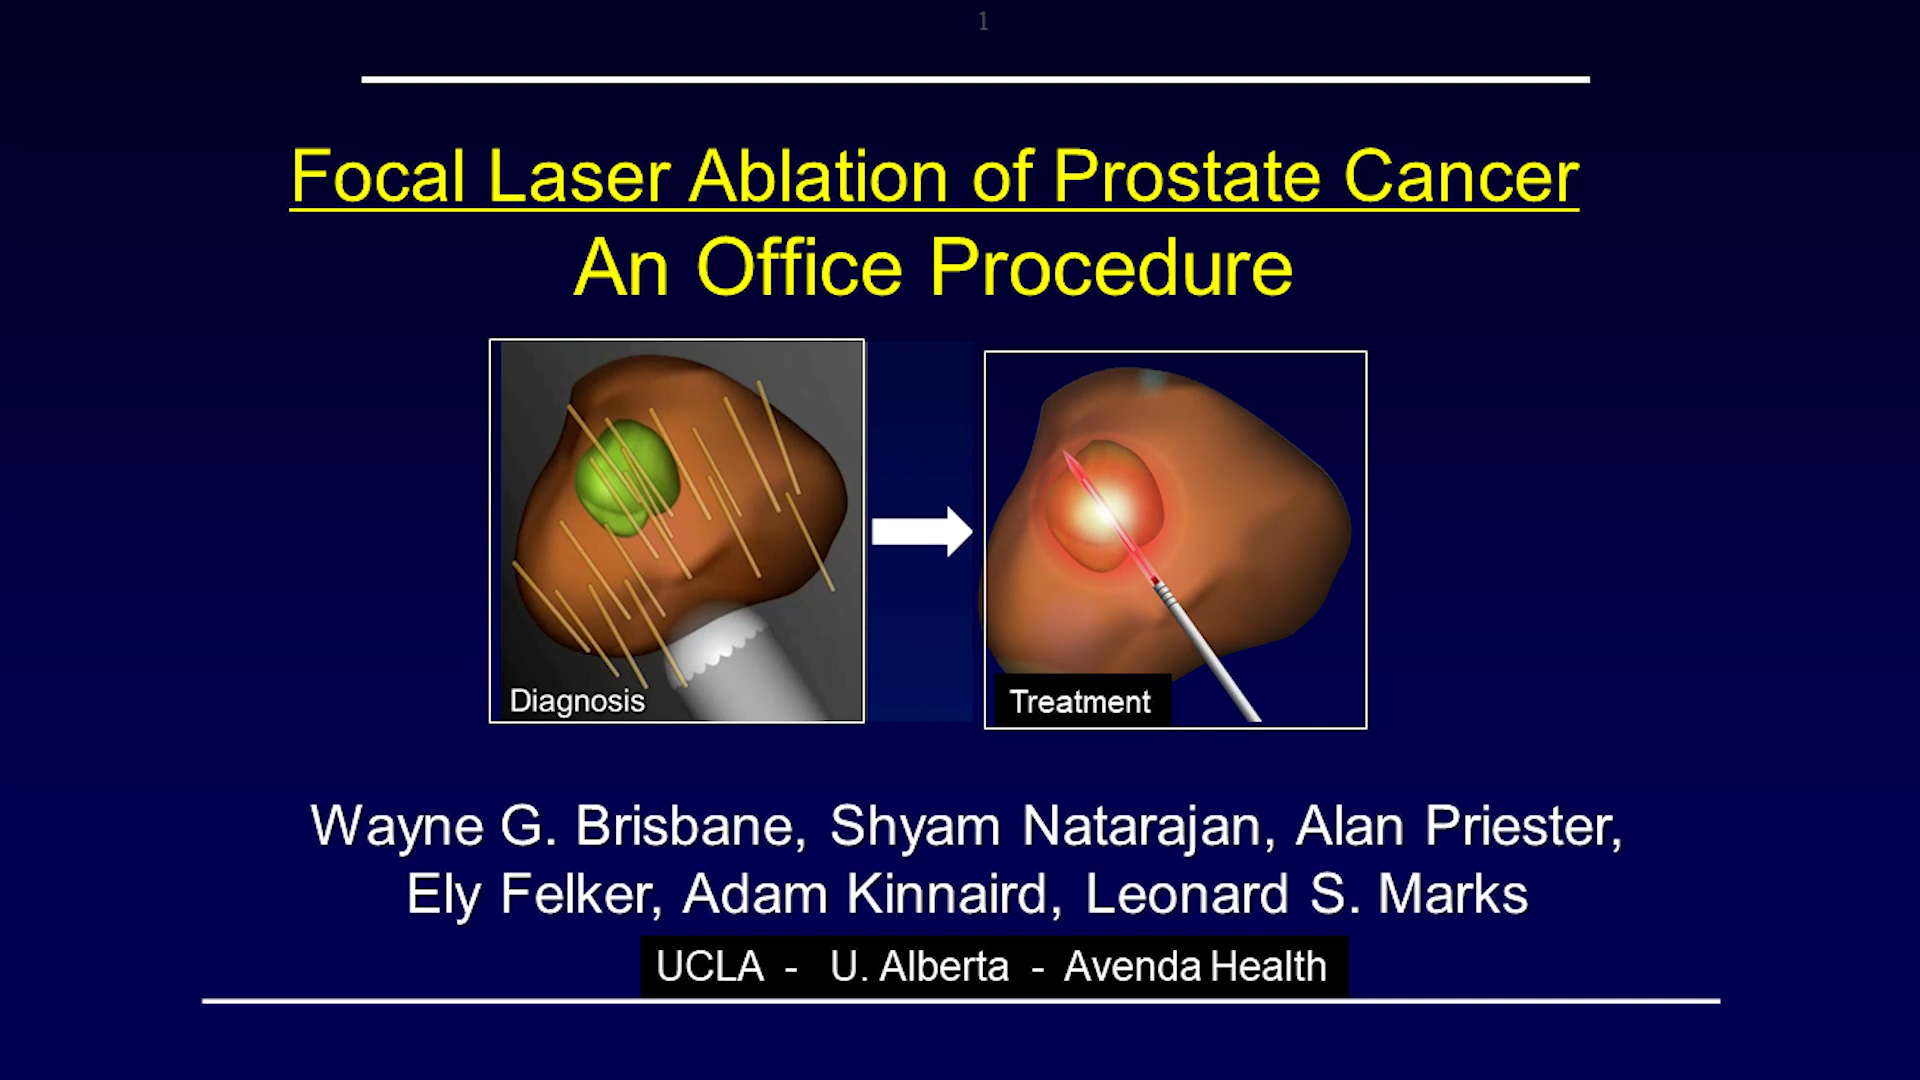 1
Focal Laser Ablation of Prostate Cancer
An Office Procedure
Diagnosis
Treatment
Wayne G. Brisbane, Shyam Natarajan, Alan Priester,
Ely Felker, Adam Kinnaird, Leonard S. Marks
UCLA - U. Alberta - Avenda Health